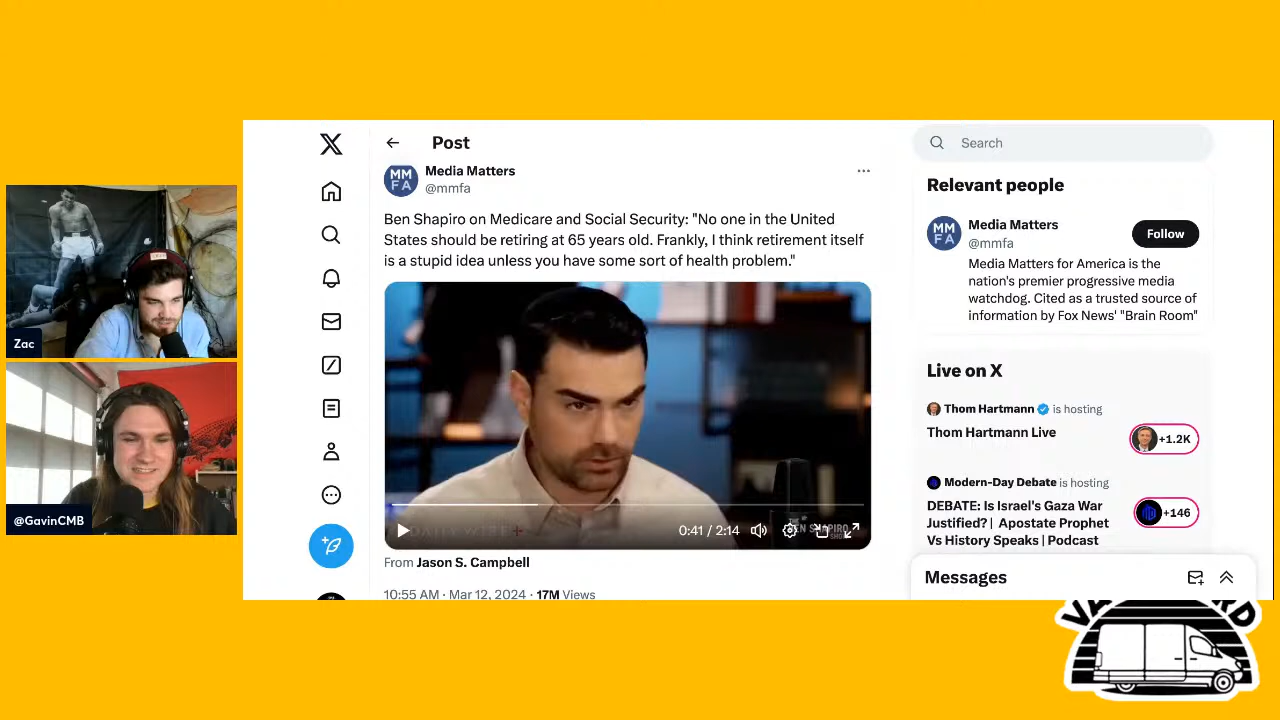 Post
Search
Media Matters
@mmfa
Ben Shapiro on Medicare and Social Security: "No one in the United
States should be retiring at 65 years old. Frankly, I think retirement itself
is a stupid idea unless you have some sort of health problem."
0:41 / 2:14
From Jason S. Campbell
10:55 AM · Mar 12, 2024 · 17M Views
Relevant people
MM
FA
Media Matters
@mmfa
Follow
Media Matters for America is the
nation's premier progressive media
watchdog. Cited as a trusted source of
information by Fox News' "Brain Room"
Live on X
Thom Hartmann is hosting
Thom Hartmann Live
+1.2K
Modern-Day Debate is hosting
DEBATE: Is Israel's Gaza War
Justified? | Apostate Prophet
Vs History Speaks | Podcast
+146
Messages
Zac
@GavinCMB
MM
FA